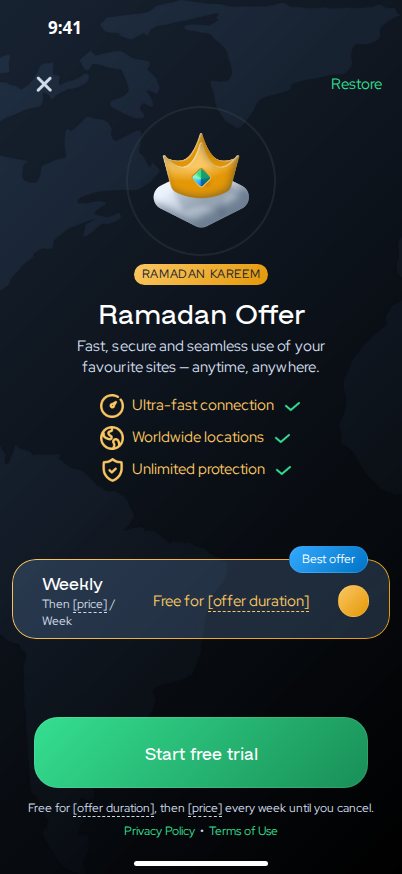 9:41
Restore
RAMADAN KAREEM
Ramadan Offer
Fast, secure and seamless use of your
favourite sites – anytime, anywhere.
Ultra-fast connection
Worldwide locations
Unlimited protection
Best offer
Weekly
Then [price] /
Week
Free for [offer duration]
Start free trial
Free for [offer duration], then [price] every week until you cancel.
Privacy Policy • Terms of Use